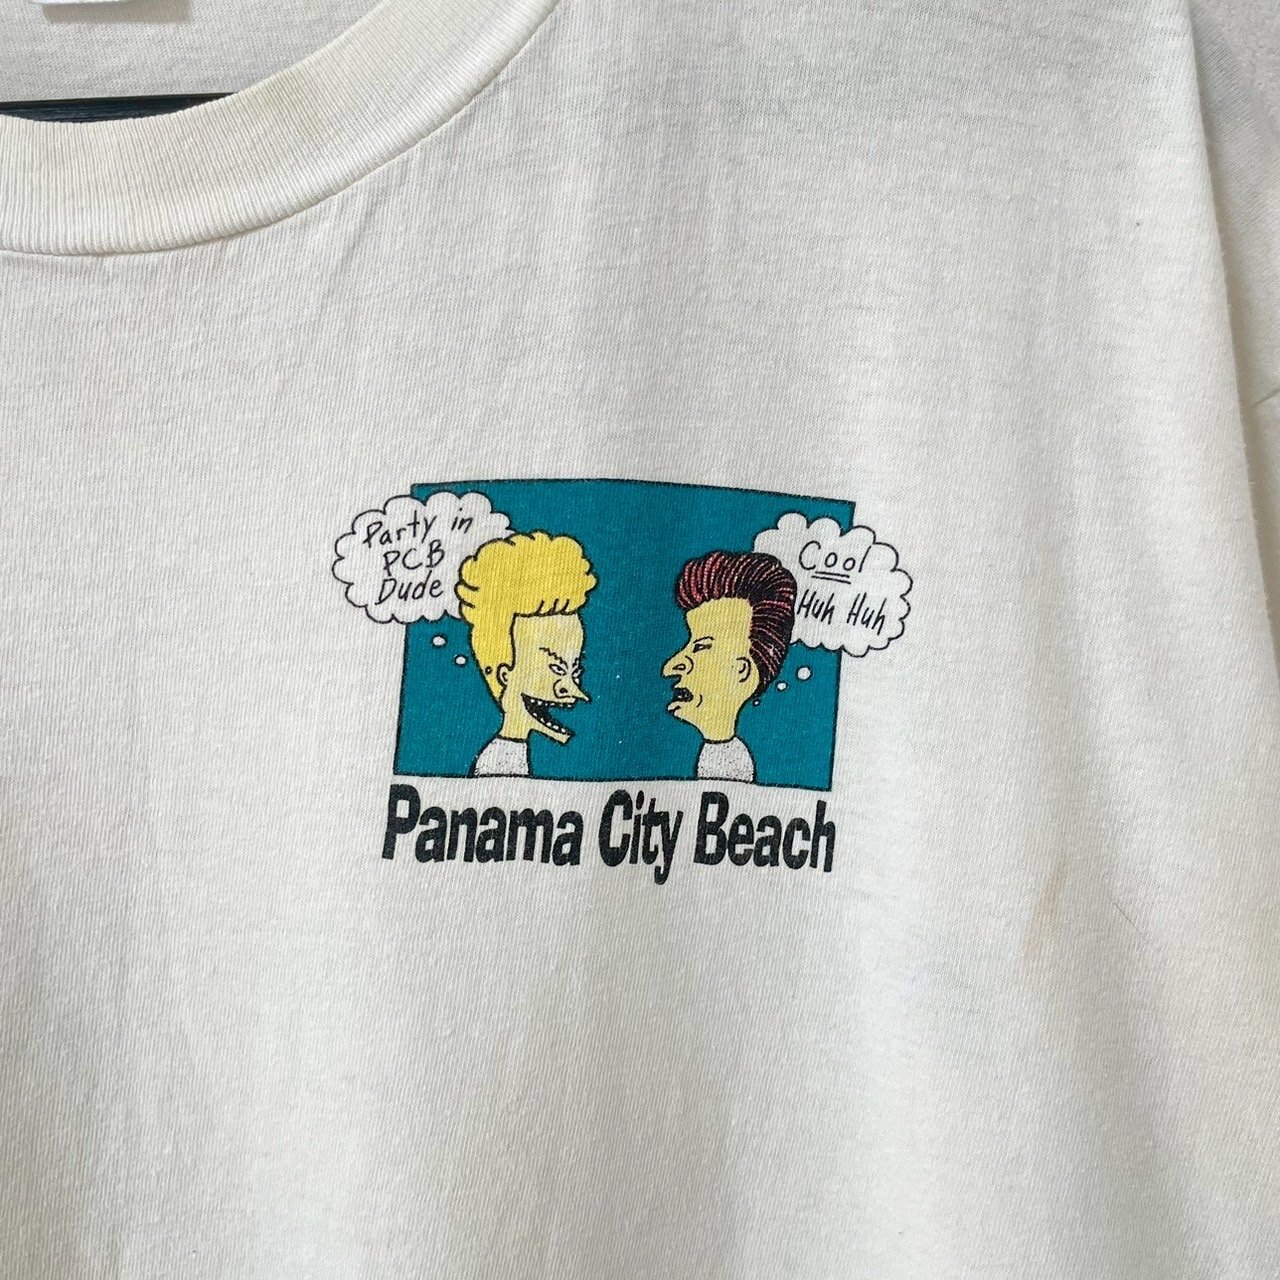 Party in
PCB
Dude
Cool
Huh Huh
Panama City Beach